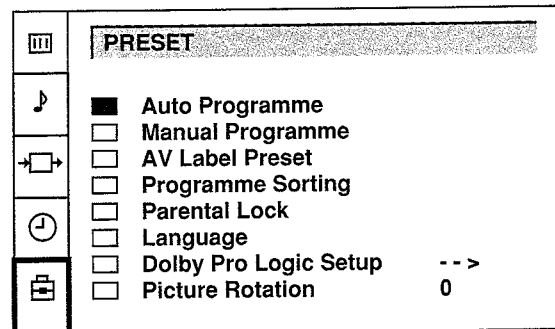 PRESET
Auto Programme
Manual Programme
AV Label Preset
Programme Sorting
Parental Lock
Language
Dolby Pro Logic Setup - - >
Picture Rotation 0